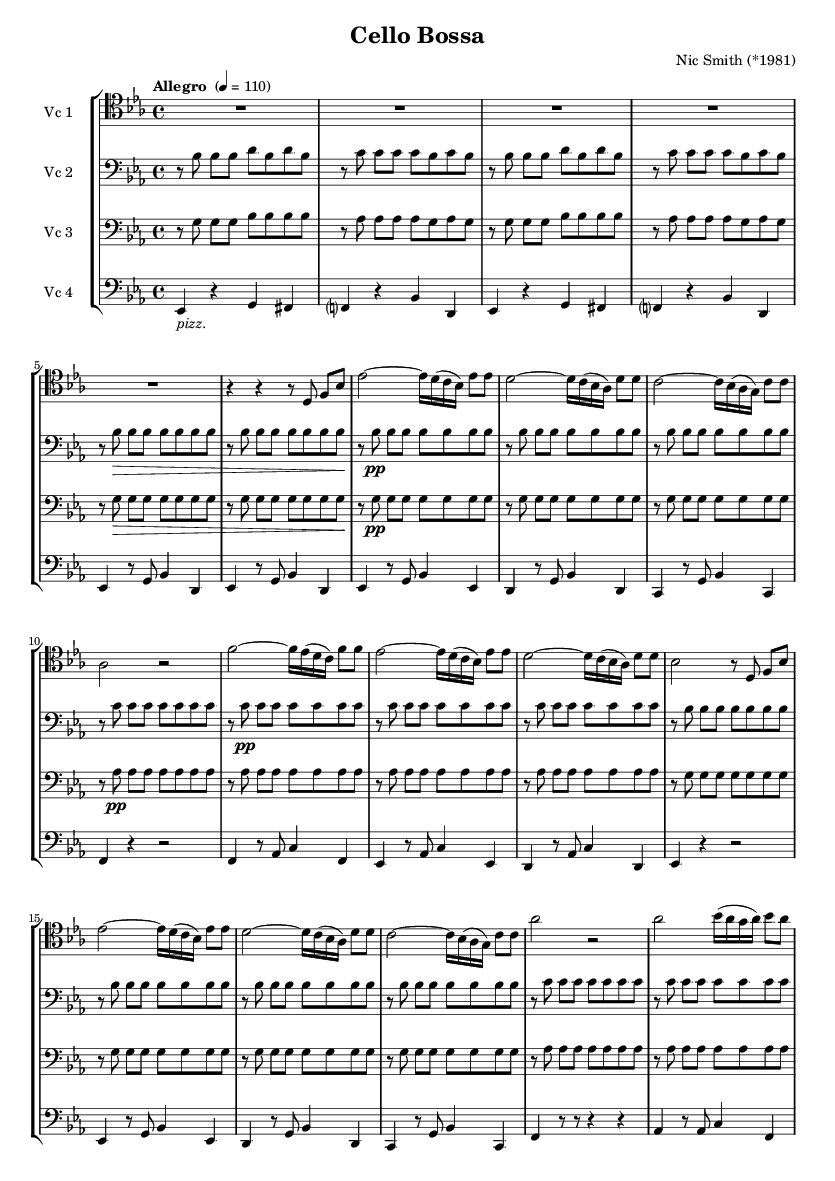 Cello Bossa
Nic Smith (*1981)
Allegro (♩ = 110)
Vc 1
Vc 2
Vc 3
Vc 4
pizz.
5
pp
pp
10
pp
pp
15